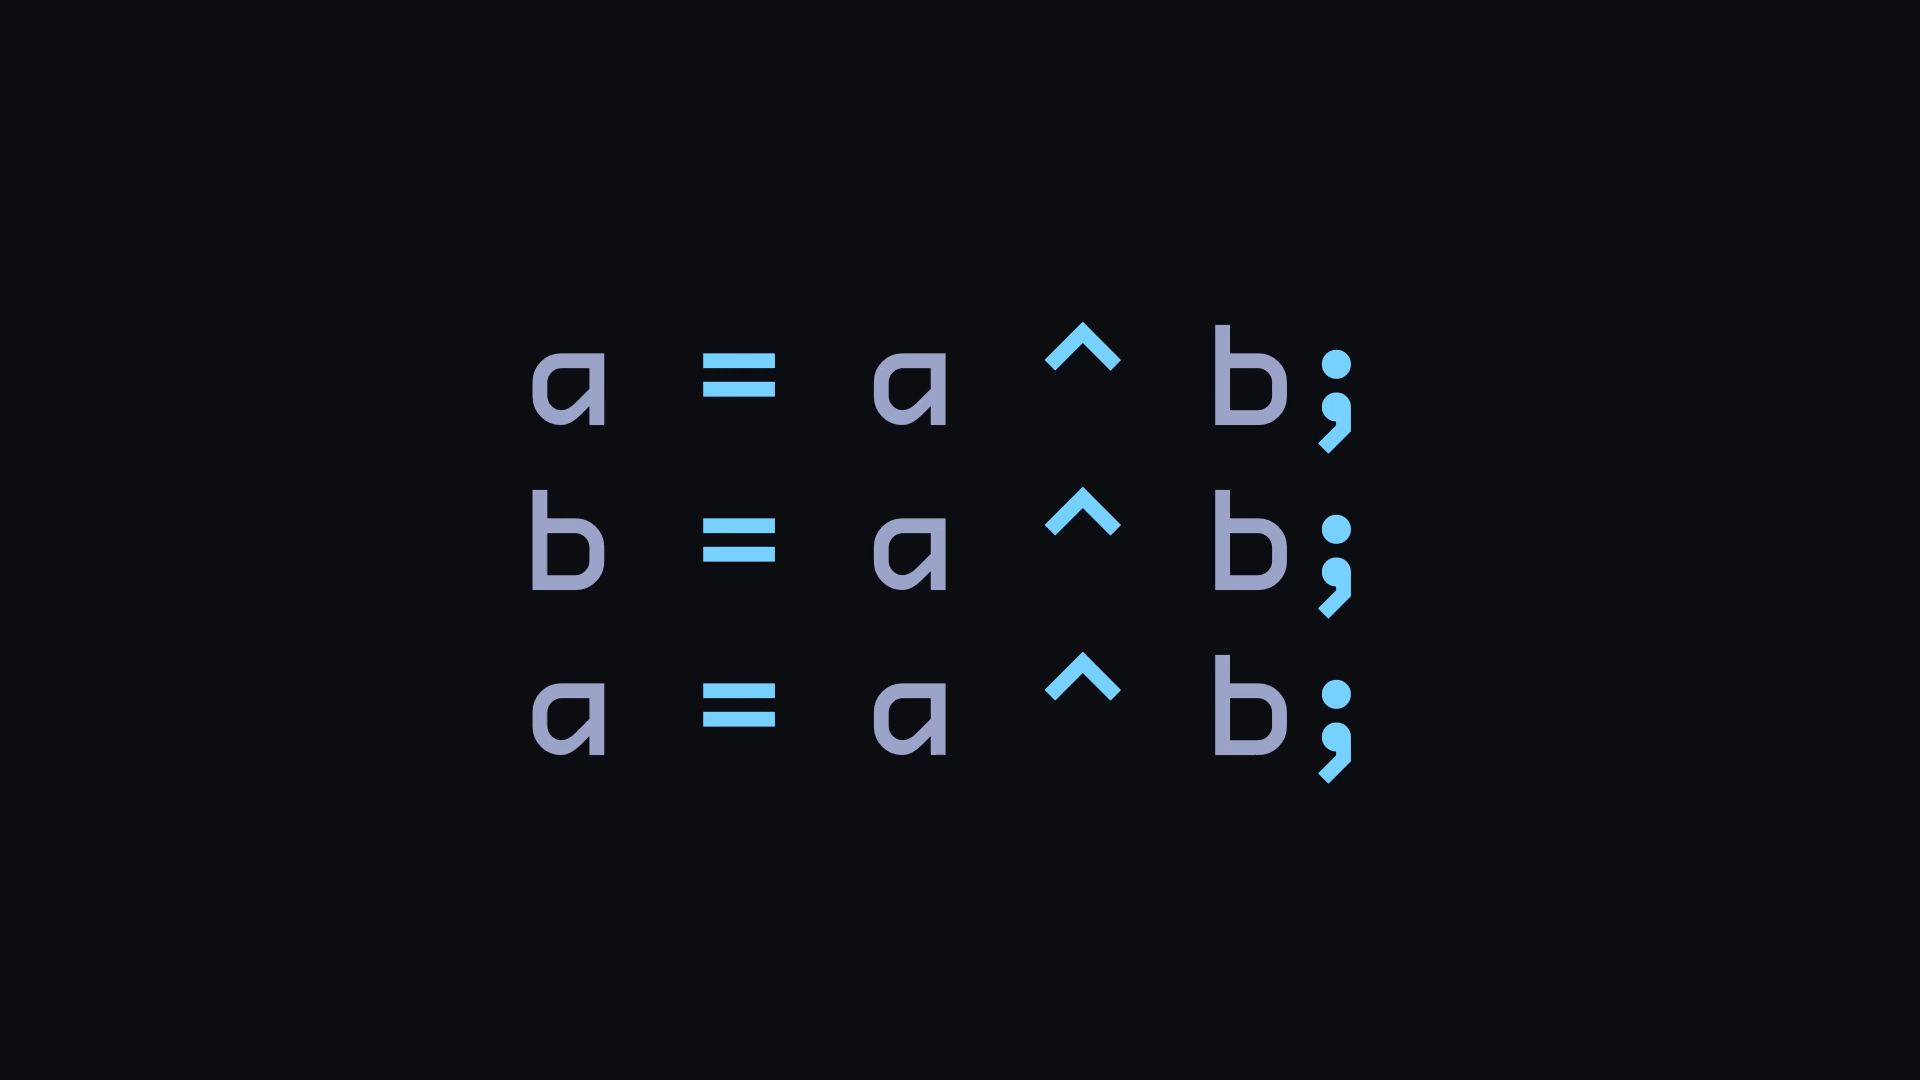 a = a ^ b;
b = a ^ b;
a = a ^ b;